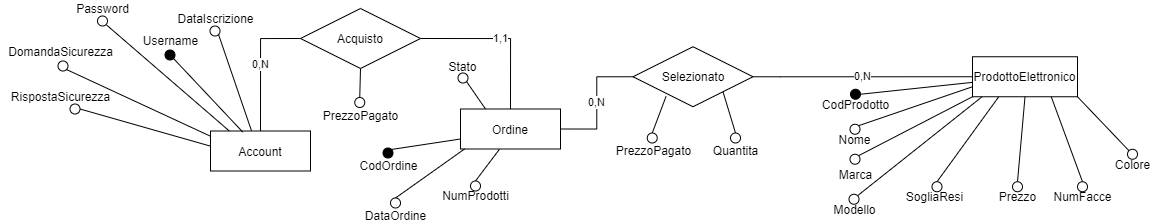 Password
DataIscrizione
Username
DomandaSicurezza
RispostaSicurezza
Account
0,N
Acquisto
1,1
PrezzoPagato
Stato
Ordine
CodOrdine
NumProdotti
DataOrdine
0,N
Selezionato
PrezzoPagato
Quantita
0,N
ProdottoElettronico
CodProdotto
Nome
Marca
Modello
SogliaResi
Prezzo
NumFacce
Colore